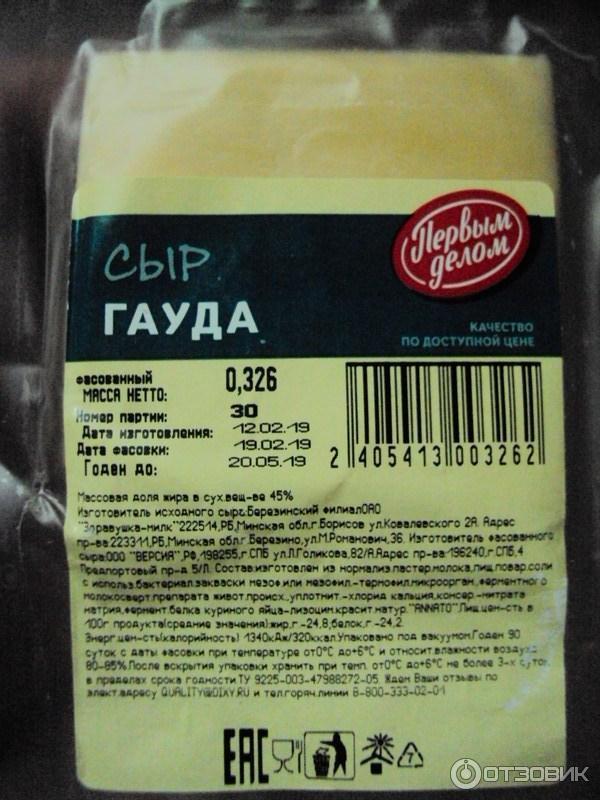 Первым
делом
СЫР
ГАУДА
КАЧЕСТВО
ПО ДОСТУПНОЙ ЦЕНЕ
фасованный
МАССА НЕТТО: 0,326
Номер партии: 30
Дата изготовления: 12.02.19
Дата фасовки: 19.02.19
Годен до: 20.05.19
2 405413 003262
Массовая доля жира в сух.вещ-ве 45%
Изготовитель исходного сыра:Березинский филиалОАО
"Здравушка-милк"222514,РБ,Минская обл.г.Борисов ул.Ковалевского 2А. Адрес
пр-ва:223311,РБ,Минская обл.г.Березино,ул.М.Романович,36. Изготовитель фасованного
сыра:ООО "ВЕРСИЯ",РФ,198255,г.СПБ ул.Л.Голикова,82/А.Адрес пр-ва:196240,г.СПБ,4
Предпортовый пр-д 5/Л. Состав:изготовлен из нормализ.пастер.молока,пищ.повар.соли
с использ.бактериал.закваски мезоф.или мезофил.-термофил.микроорган.,ферментного
молокосверт.препарата живот.происх.,уплотнит.-хлорид кальция,консер-нитрата
натрия,фермент.белка куриного яйца-лизоцим,красит.натур."ANNATO".Пищ.цен-сть в
100г продукта(средние значения):жир,г -24,8,белок,г -24,2.
Энерг.цен-сть(калорийность) 1340кДж/320ккал.Упаковано под вакуумом.Годен 90
суток с даты фасовки при температуре от0°С до+6°С и относит.влажности воздуха
80-85%.После вскрытия упаковки хранить при темп. от0°С до+6°С не более 3-х суток,
в пределах срока годности.ТУ 9225-003-47988272-05. Ждем Ваши отзывы по
элект.адресу QUALITY@DIXY.RU и тел.горяч.линии 8-800-333-02-01
EAC
7
ОТЗОВИК